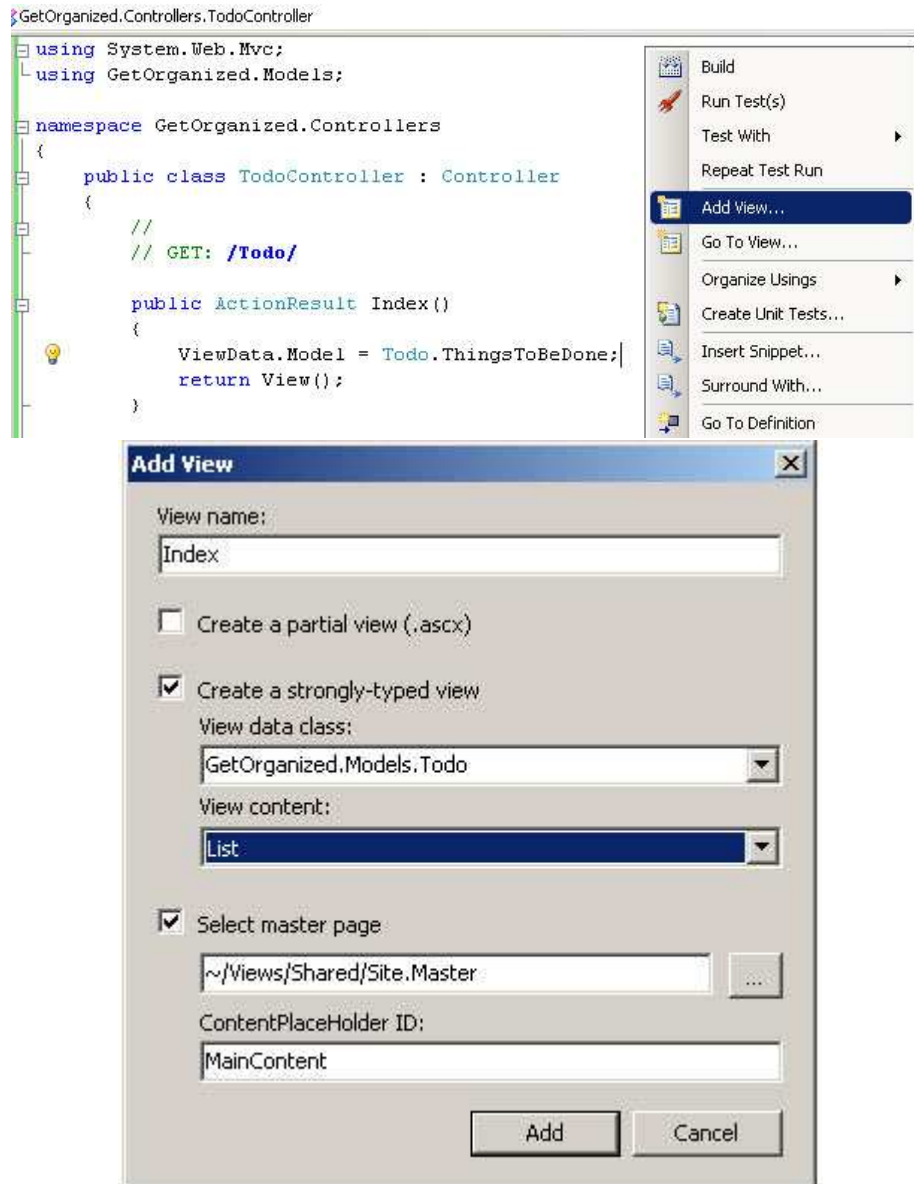 GetOrganized.Controllers.TodoController
using System.Web.Mvc;
using GetOrganized.Models;
namespace GetOrganized.Controllers
{
public class TodoController : Controller
{
//
// GET: /Todo/
public ActionResult Index()
{
ViewData.Model = Todo.ThingsToBeDone;
return View();
}
Build
Run Test(s)
Test With
Repeat Test Run
Add View...
Go To View...
Organize Usings
Create Unit Tests...
Insert Snippet...
Surround With...
Go To Definition
Add View
View name:
Index
Create a partial view (.ascx)
Create a strongly-typed view
View data class:
GetOrganized.Models.Todo
View content:
List
Select master page
~/Views/Shared/Site.Master
...
ContentPlaceHolder ID:
MainContent
Add
Cancel